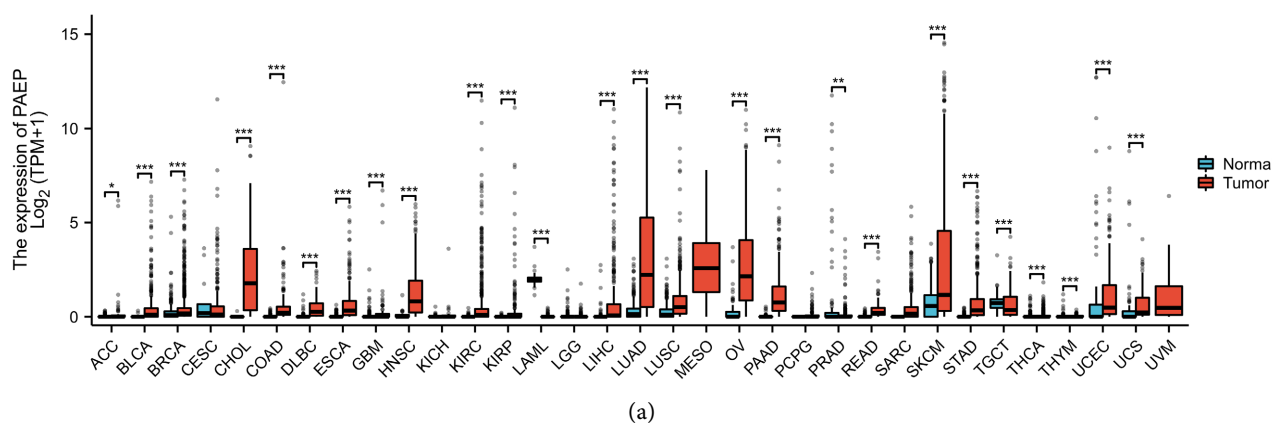 The expression of PAEP
Log2 (TPM+1)
15
10
5
0
* *** *** *** *** *** *** *** *** *** *** *** *** *** *** *** *** ** *** *** *** *** *** *** *** ***
Norma
Tumor
ACC BLCA BRCA CESC CHOL COAD DLBC ESCA GBM HNSC KICH KIRC KIRP LAML LGG LIHC LUAD LUSC MESO OV PAAD PCPG PRAD READ SARC SKCM STAD TGCT THCA THYM UCEC UCS UVM
(a)